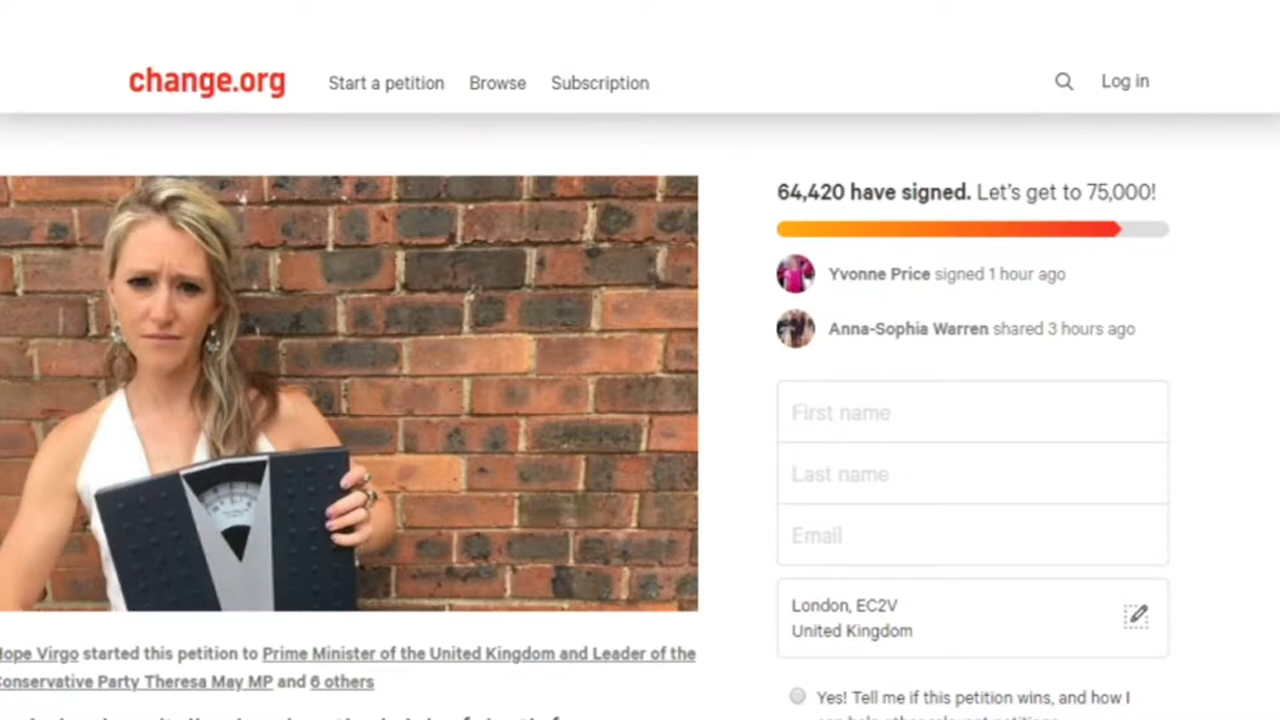 change.org Start a petition Browse Subscription Log in
64,420 have signed. Let's get to 75,000!
Yvonne Price signed 1 hour ago
Anna-Sophia Warren shared 3 hours ago
First name
Last name
Email
London, EC2V
United Kingdom
Yes! Tell me if this petition wins, and how I
Hope Virgo started this petition to Prime Minister of the United Kingdom and Leader of the
Conservative Party Theresa May MP and 6 others